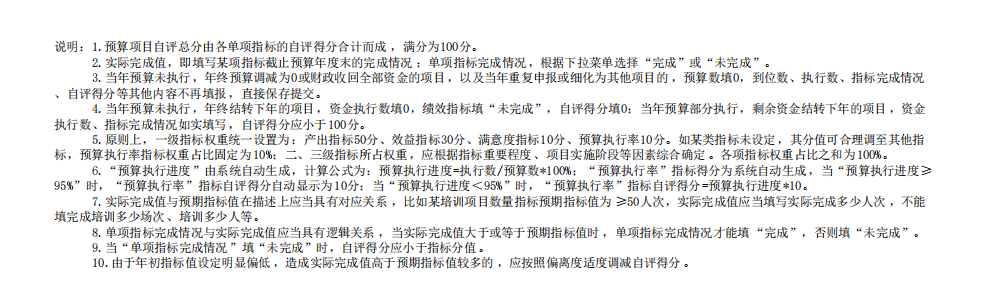 说明：1.预算项目自评总分由各单项指标的自评得分合计而成，满分为100分。
2.实际完成值，即填写某项指标截止预算年度末的完成情况；单项指标完成情况，根据下拉菜单选择“完成”或“未完成”。
3.当年预算未执行，年终预算调减为0或财政收回全部资金的项目，以及当年重复申报或细化为其他项目的，预算数填0，到位数、执行数、指标完成情况
、自评得分等其他内容不再填报，直接保存提交。
4.当年预算未执行，年终结转下年的项目，资金执行数填0，绩效指标填“未完成”，自评得分填0；当年预算部分执行，剩余资金结转下年的项目，资金
执行数、指标完成情况如实填写，自评得分应小于100分。
5.原则上，一级指标权重统一设置为：产出指标50分、效益指标30分、满意度指标10分、预算执行率10分。如某类指标未设定，其分值可合理调至其他指
标，预算执行率指标权重占比固定为10%；二、三级指标所占权重，应根据指标重要程度、项目实施阶段等因素综合确定。各项指标权重占比之和为100%。
6.“预算执行进度”由系统自动生成，计算公式为：预算执行进度=执行数/预算数*100%；“预算执行率”指标得分为系统自动生成，当“预算执行进度≥
95%”时，“预算执行率”指标自评得分自动显示为10分；当“预算执行进度＜95%”时，“预算执行率”指标自评得分=预算执行进度*10。
7.实际完成值与预期指标值在描述上应当具有对应关系，比如某培训项目数量指标预期指标值为≥50人次，实际完成值应当填写实际完成多少人次，不能
填完成培训多少场次、培训多少人等。
8.单项指标完成情况与实际完成值应当具有逻辑关系，当实际完成值大于或等于预期指标值时，单项指标完成情况才能填“完成”，否则填“未完成”。
9.当“单项指标完成情况”填“未完成”时，自评得分应小于指标分值。
10.由于年初指标值设定明显偏低，造成实际完成值高于预期指标值较多的，应按照偏离度适度调减自评得分。